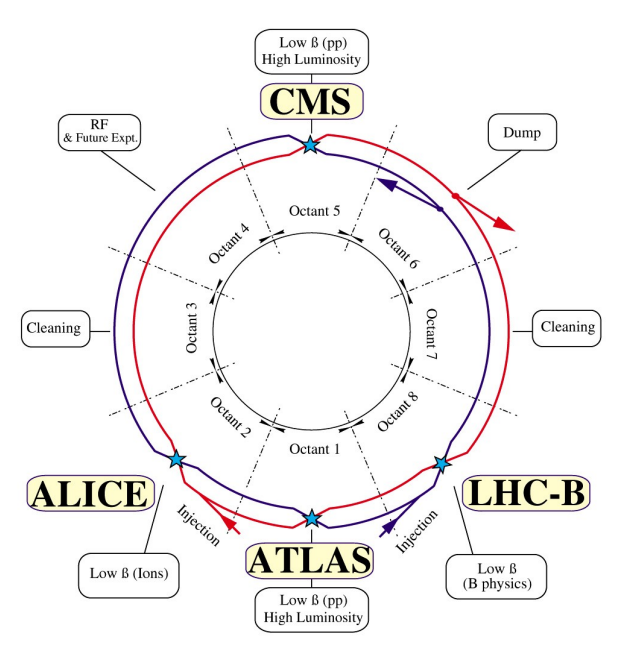 Low ß (pp)
High Luminosity
CMS
RF
& Future Expt.
Dump
Octant 5
Octant 4
Octant 6
Cleaning
Octant 3
Octant 7
Cleaning
Octant 2
Octant 8
Octant 1
ALICE
LHC-B
Injection
Injection
ATLAS
Low ß (Ions)
Low ß
(B physics)
Low ß (pp)
High Luminosity